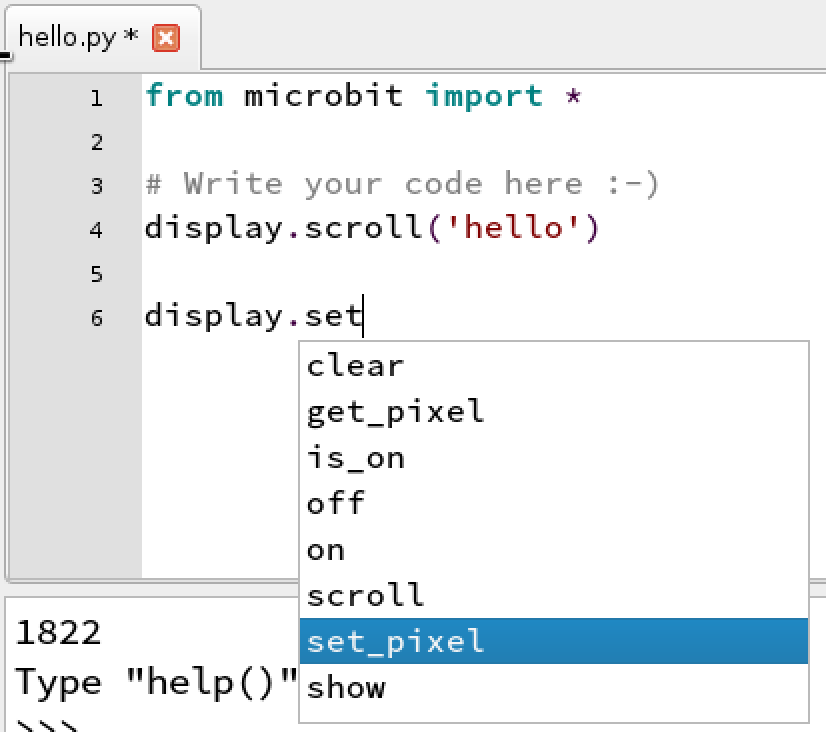 hello.py *
1 from microbit import *
2
3 # Write your code here :-)
4 display.scroll('hello')
5
6 display.set
clear
get_pixel
is_on
off
on
scroll
set_pixel
show
1822
Type "help()"
>>>